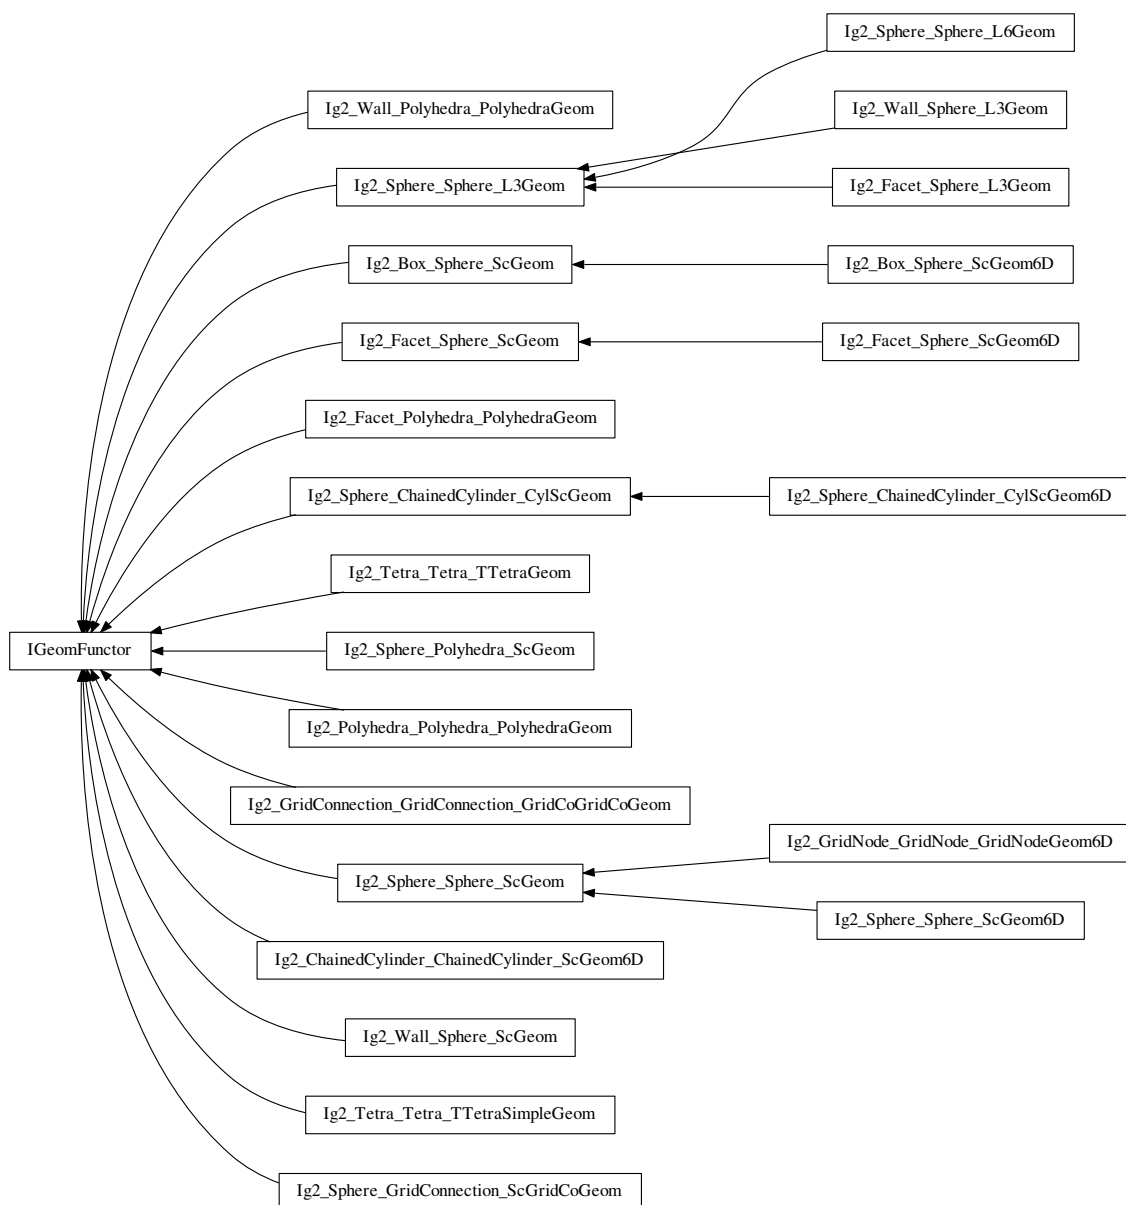 Ig2_Sphere_Sphere_L6Geom
Ig2_Wall_Polyhedra_PolyhedraGeom
Ig2_Wall_Sphere_L3Geom
Ig2_Sphere_Sphere_L3Geom
Ig2_Facet_Sphere_L3Geom
Ig2_Box_Sphere_ScGeom
Ig2_Box_Sphere_ScGeom6D
Ig2_Facet_Sphere_ScGeom
Ig2_Facet_Sphere_ScGeom6D
Ig2_Facet_Polyhedra_PolyhedraGeom
Ig2_Sphere_ChainedCylinder_CylScGeom
Ig2_Sphere_ChainedCylinder_CylScGeom6D
Ig2_Tetra_Tetra_TTetraGeom
IGeomFunctor
Ig2_Sphere_Polyhedra_ScGeom
Ig2_Polyhedra_Polyhedra_PolyhedraGeom
Ig2_GridConnection_GridConnection_GridCoGridCoGeom
Ig2_GridNode_GridNode_GridNodeGeom6D
Ig2_Sphere_Sphere_ScGeom
Ig2_Sphere_Sphere_ScGeom6D
Ig2_ChainedCylinder_ChainedCylinder_ScGeom6D
Ig2_Wall_Sphere_ScGeom
Ig2_Tetra_Tetra_TTetraSimpleGeom
Ig2_Sphere_GridConnection_ScGridCoGeom